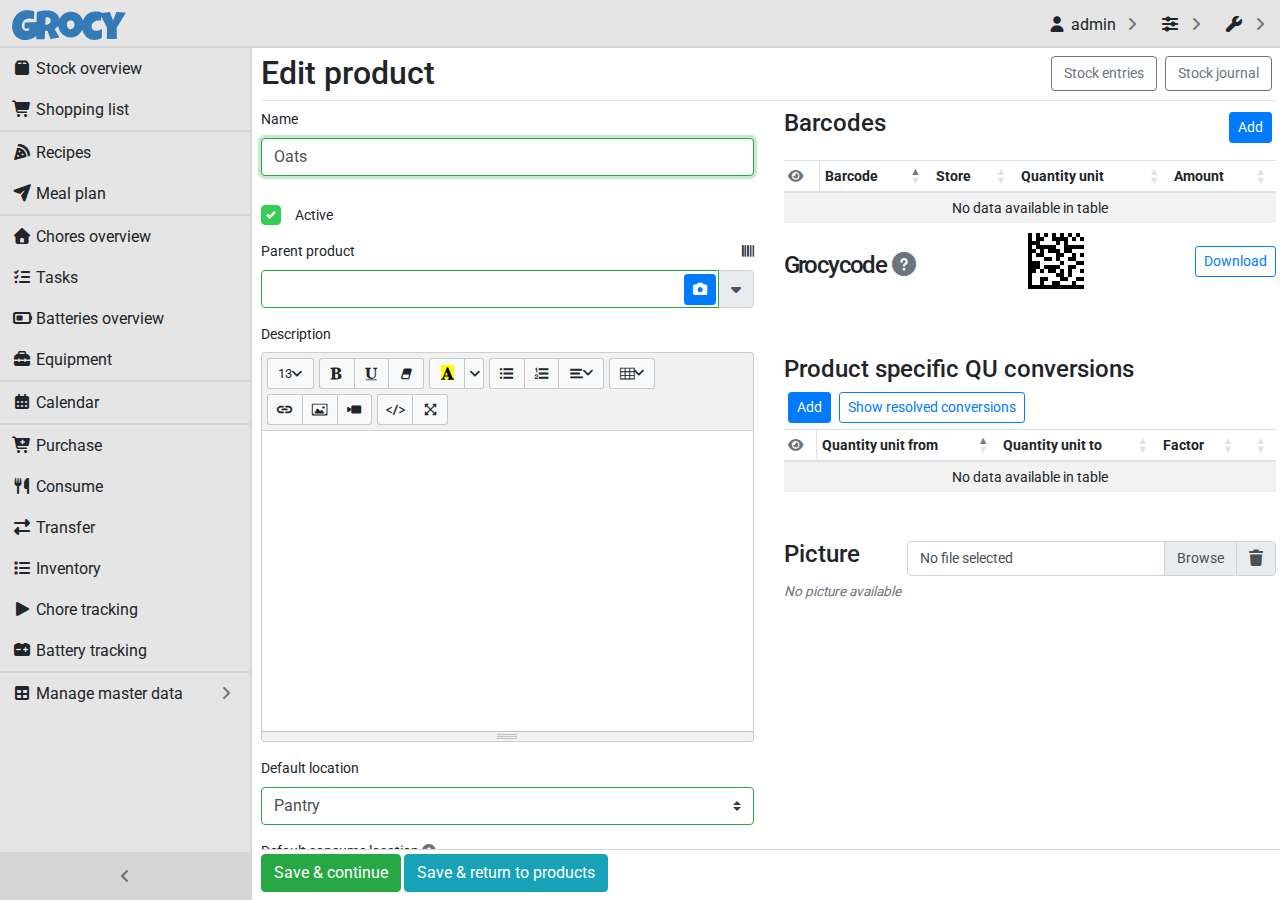 GROCY
admin
Stock overview
Shopping list
Recipes
Meal plan
Chores overview
Tasks
Batteries overview
Equipment
Calendar
Purchase
Consume
Transfer
Inventory
Chore tracking
Battery tracking
Manage master data
Edit product
Stock entries
Stock journal
Name
Oats
Active
Parent product
Description
13
B
U
A
</>
Default location
Pantry
Default consume location
Save & continue
Save & return to products
Barcodes
Add
Barcode Store Quantity unit Amount
No data available in table
Grocycode ?
Download
Product specific QU conversions
Add
Show resolved conversions
Quantity unit from Quantity unit to Factor
No data available in table
Picture
No file selected
Browse
No picture available